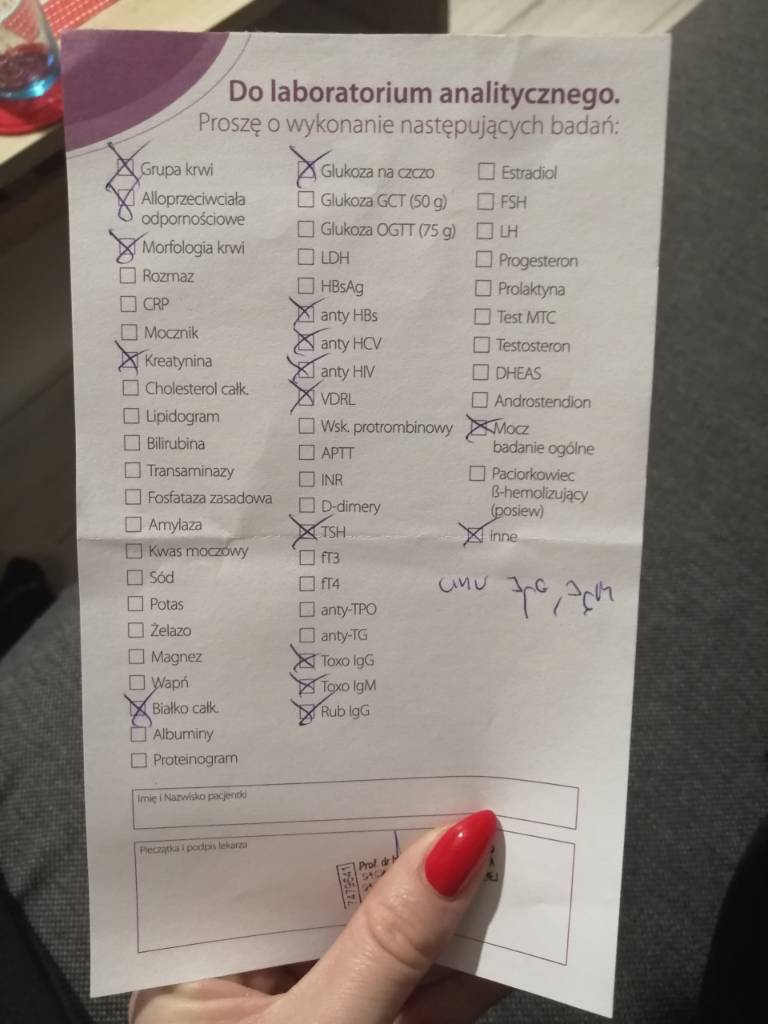 Do laboratorium analitycznego.
Proszę o wykonanie następujących badań:
Grupa krwi
Alloprzeciwciała
odpornościowe
Morfologia krwi
Rozmaz
CRP
Mocznik
Kreatynina
Cholesterol całk.
Lipidogram
Bilirubina
Transaminazy
Fosfataza zasadowa
Amylaza
Kwas moczowy
Sód
Potas
Żelazo
Magnez
Wapń
Białko całk.
Albuminy
Proteinogram
Glukoza na czczo
Glukoza GCT (50 g)
Glukoza OGTT (75 g)
LDH
HBsAg
anty HBs
anty HCV
anty HIV
VDRL
Wsk. protrombinowy
APTT
INR
D-dimery
TSH
fT3
fT4
anty-TPO
anty-TG
Toxo IgG
Toxo IgM
Rub IgG
Estradiol
FSH
LH
Progesteron
Prolaktyna
Test MTC
Testosteron
DHEAS
Androstendion
Mocz
badanie ogólne
Paciorkowiec
ß-hemolizujący
(posiew)
inne
IgG, IgM
Imię i Nazwisko pacjentki
Pieczątka i podpis lekarza
Prof. dr